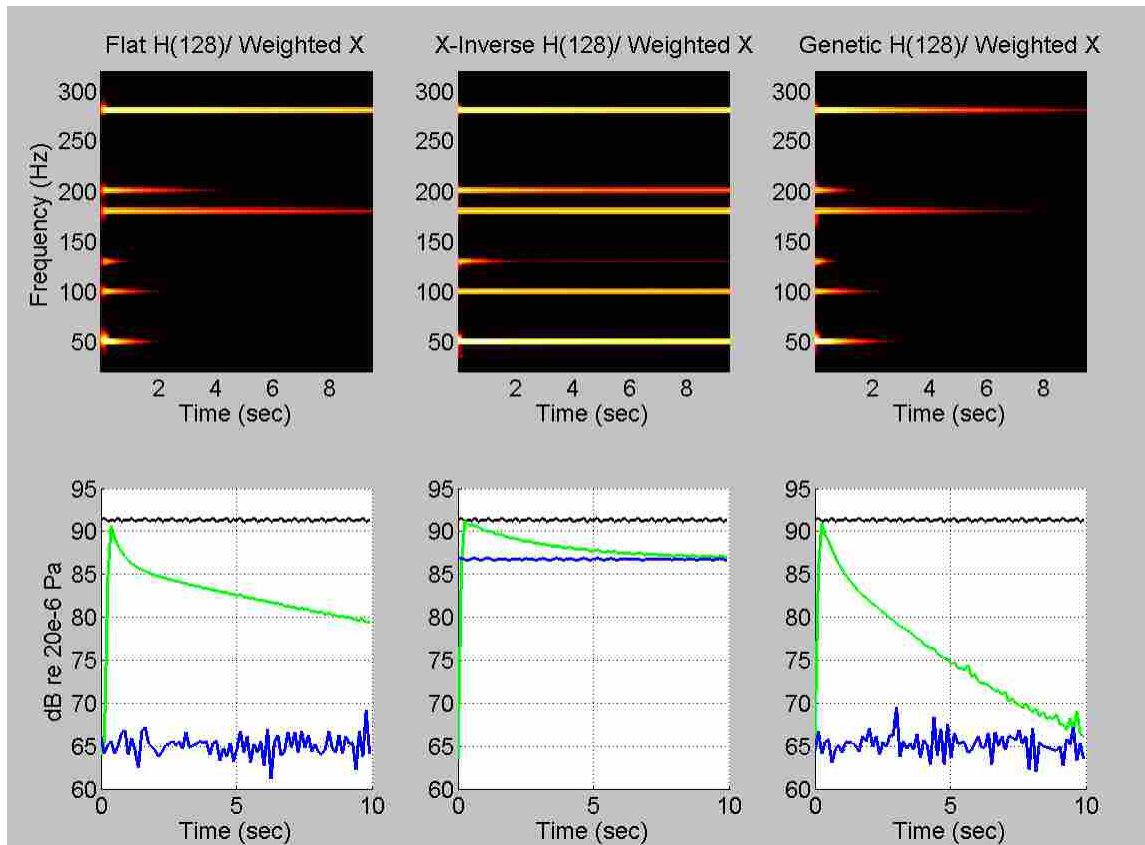 Flat H(128)/ Weighted X
X-Inverse H(128)/ Weighted X
Genetic H(128)/ Weighted X
Frequency (Hz)
300
250
200
150
100
50
2 4 6 8
Time (sec)
300
250
200
150
100
50
2 4 6 8
Time (sec)
300
250
200
150
100
50
2 4 6 8
Time (sec)
dB re 20e-6 Pa
95
90
85
80
75
70
65
60
0 5 10
Time (sec)
95
90
85
80
75
70
65
60
0 5 10
Time (sec)
95
90
85
80
75
70
65
60
0 5 10
Time (sec)